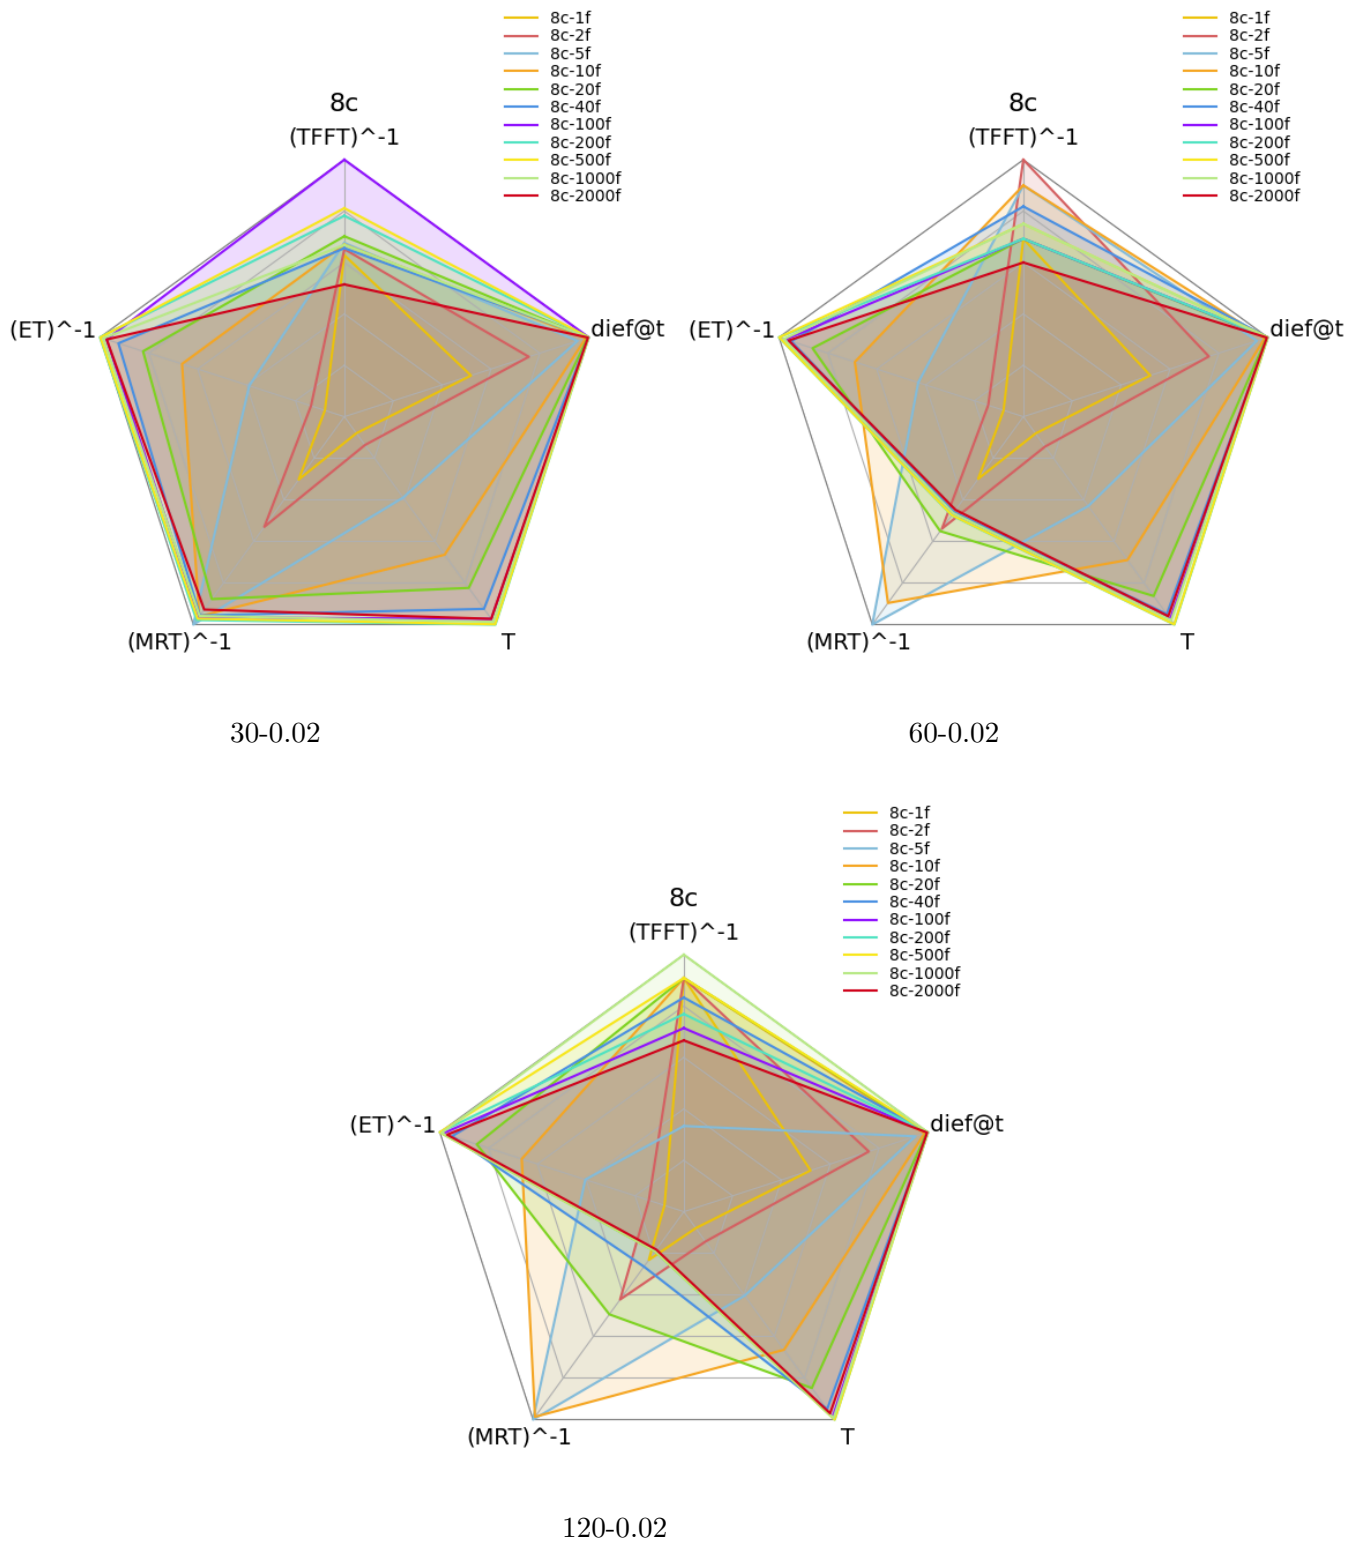 8c
(TFFT)^-1
8c-1f
8c-2f
8c-5f
8c-10f
8c-20f
8c-40f
8c-100f
8c-200f
8c-500f
8c-1000f
8c-2000f
(ET)^-1
dief@t
(MRT)^-1
T
30-0.02
8c
(TFFT)^-1
8c-1f
8c-2f
8c-5f
8c-10f
8c-20f
8c-40f
8c-100f
8c-200f
8c-500f
8c-1000f
8c-2000f
(ET)^-1
dief@t
(MRT)^-1
T
60-0.02
8c
(TFFT)^-1
8c-1f
8c-2f
8c-5f
8c-10f
8c-20f
8c-40f
8c-100f
8c-200f
8c-500f
8c-1000f
8c-2000f
(ET)^-1
dief@t
(MRT)^-1
T
120-0.02